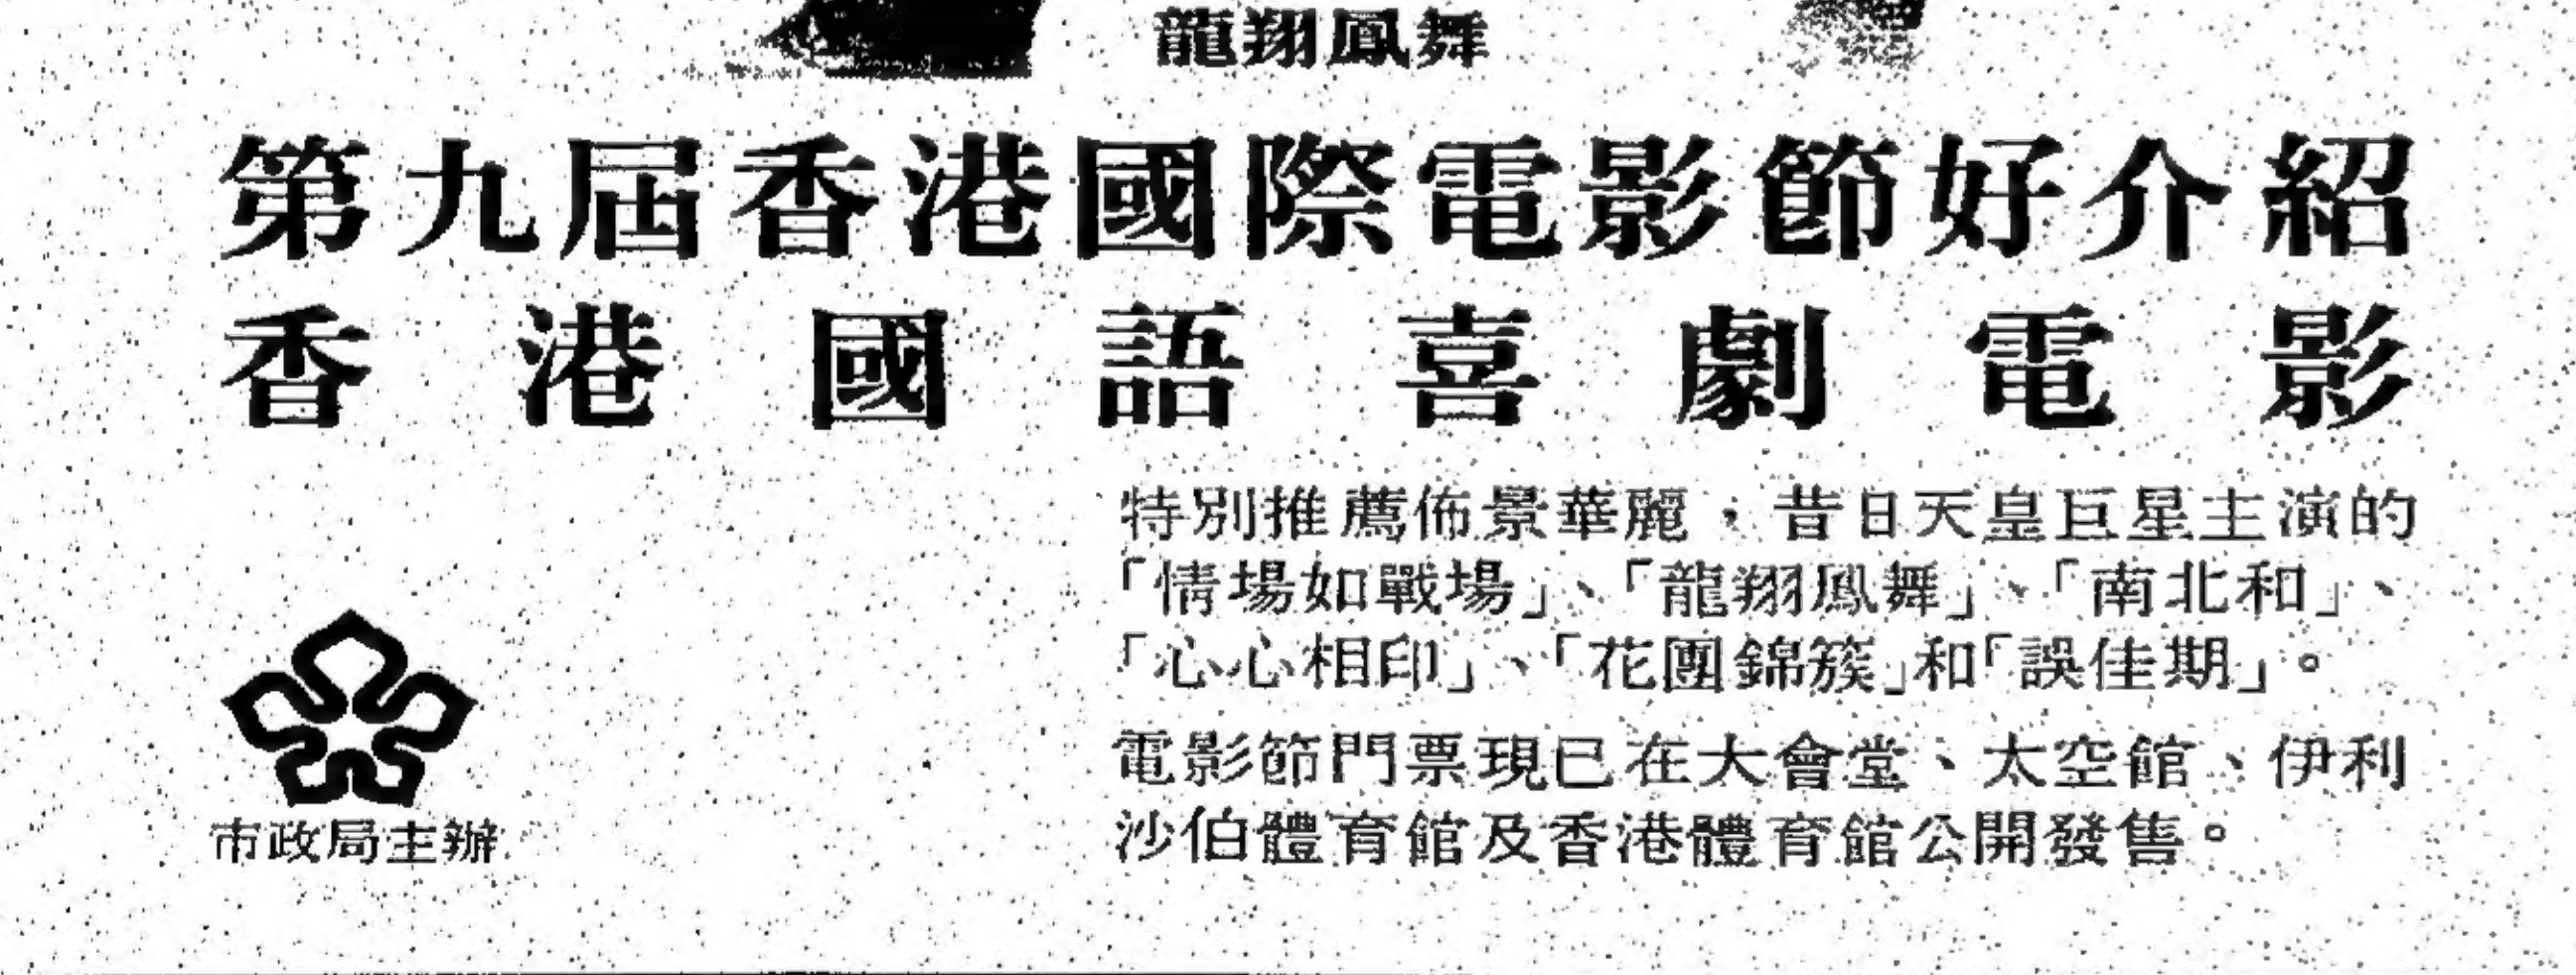 龍翔鳳舞
第九屆香港國際電影節好介紹
香港國語喜劇電影
特別推薦佈景華麗，昔日天皇巨星主演的
「情場如戰場」、「龍翔鳳舞」、「南北和」、
「心心相印」、「花團錦簇」和「誤佳期」。
電影節門票現已在大會堂、太空館、伊利
沙伯體育館及香港體育館公開發售。
市政局主辦